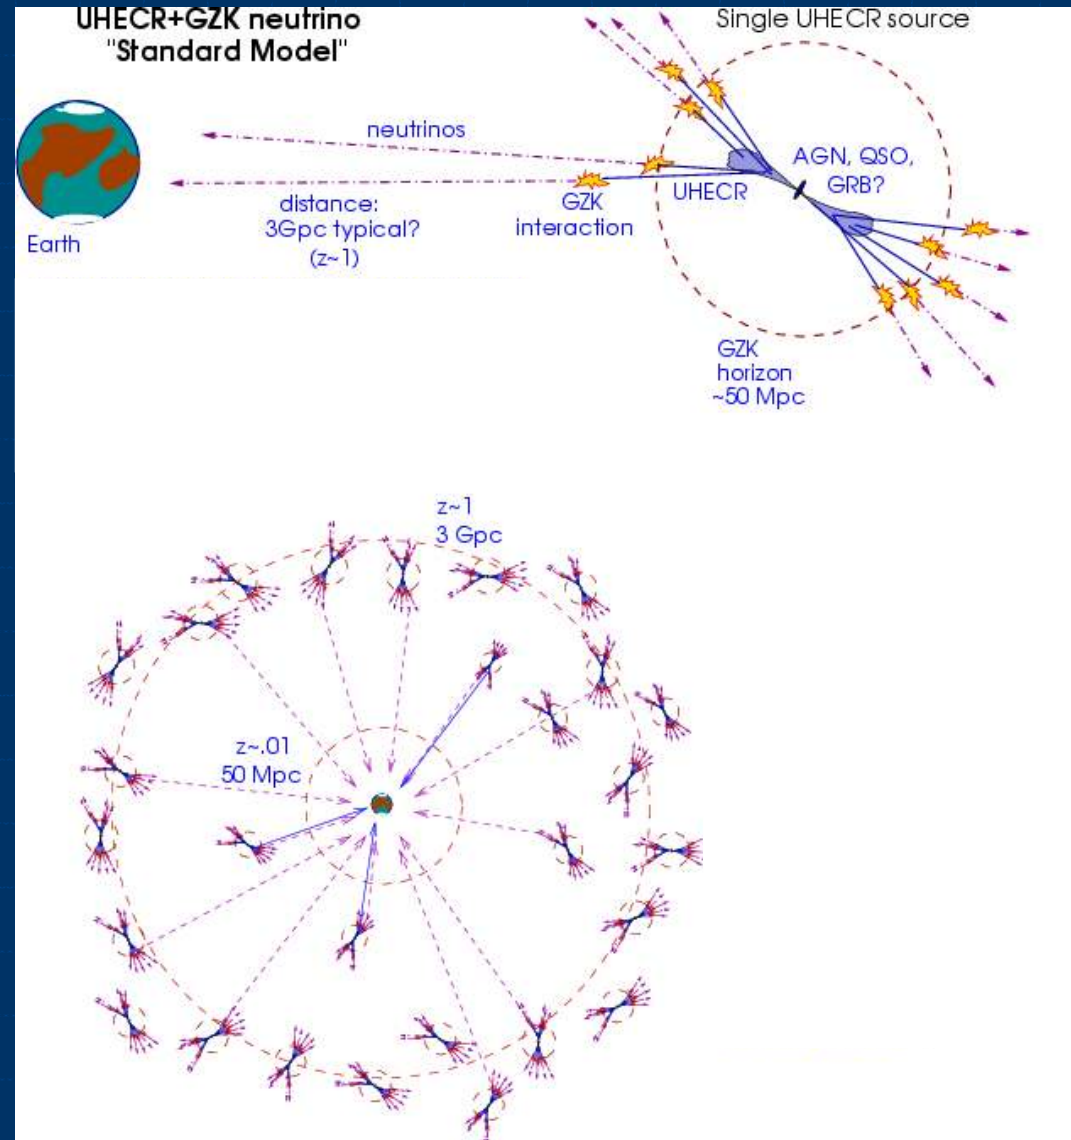 UHECR+GZK neutrino
"Standard Model"
Single UHECR source
neutrinos
AGN, QSO,
GRB?
UHECR
GZK
interaction
distance:
3Gpc typical?
(z~1)
Earth
GZK
horizon
~50 Mpc
z~1
3 Gpc
z~.01
50 Mpc